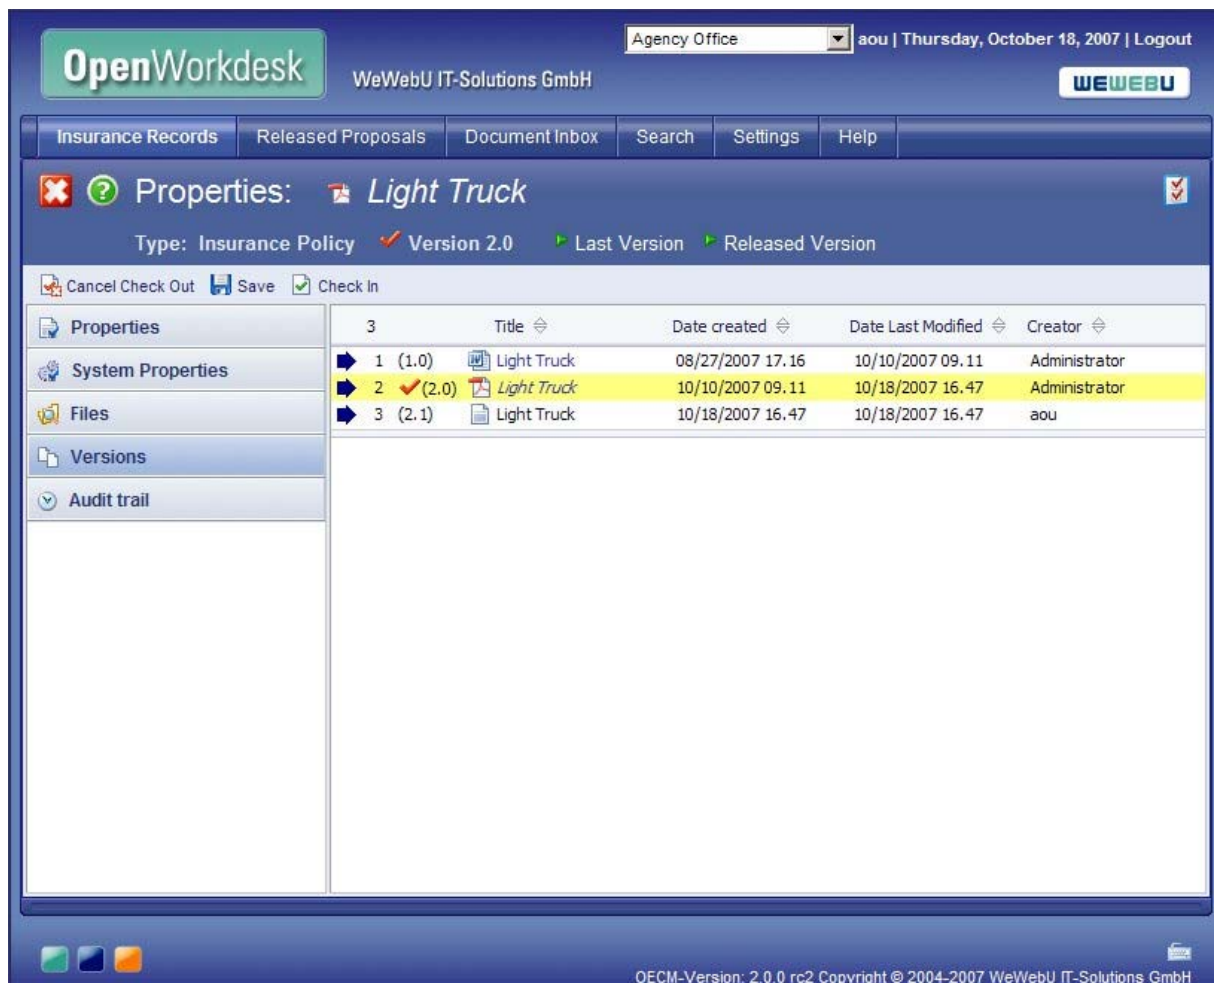 Agency Office aou | Thursday, October 18, 2007 | Logout
OpenWorkdesk WeWebU IT-Solutions GmbH WEWEBU
Insurance Records Released Proposals Document Inbox Search Settings Help
Properties: Light Truck
Type: Insurance Policy Version 2.0 Last Version Released Version
Cancel Check Out Save Check In
Properties
System Properties
Files
Versions
Audit trail
3 Title Date created Date Last Modified Creator
1 (1.0) Light Truck 08/27/2007 17.16 10/10/2007 09.11 Administrator
2 (2.0) Light Truck 10/10/2007 09.11 10/18/2007 16.47 Administrator
3 (2.1) Light Truck 10/18/2007 16.47 10/18/2007 16.47 aou
OECM-Version: 2.0.0 rc2 Copyright © 2004-2007 WeWebU IT-Solutions GmbH